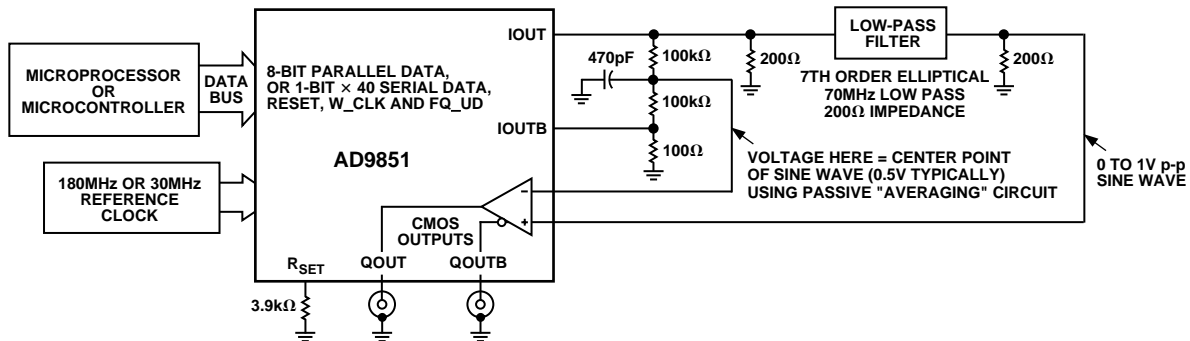 MICROPROCESSOR
OR
MICROCONTROLLER
DATA
BUS
8-BIT PARALLEL DATA,
OR 1-BIT × 40 SERIAL DATA,
RESET, W_CLK AND FQ_UD
180MHz OR 30MHz
REFERENCE
CLOCK
AD9851
IOUT
IOUTB
CMOS
OUTPUTS
–
+
RSET
QOUT
QOUTB
3.9kΩ
470pF
100kΩ
100kΩ
100Ω
200Ω
LOW-PASS
FILTER
200Ω
7TH ORDER ELLIPTICAL
70MHz LOW PASS
200Ω IMPEDANCE
VOLTAGE HERE = CENTER POINT
OF SINE WAVE (0.5V TYPICALLY)
USING PASSIVE "AVERAGING" CIRCUIT
0 TO 1V p-p
SINE WAVE